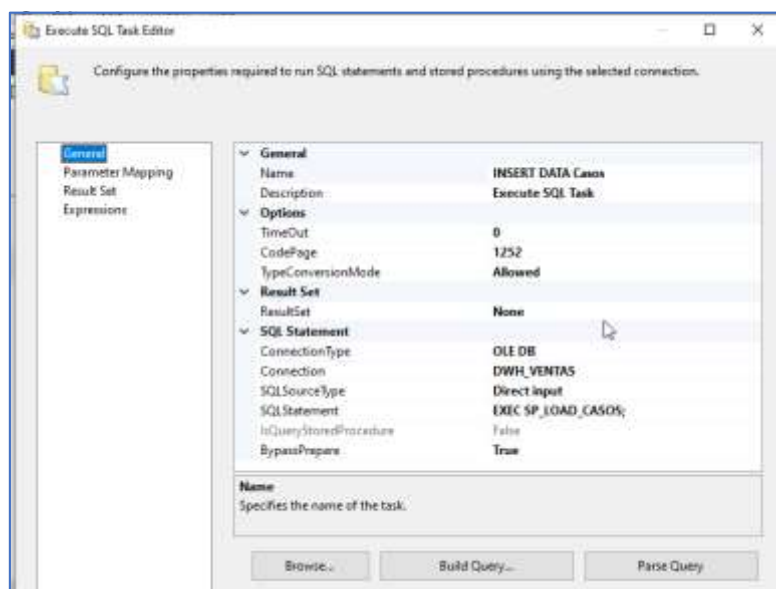 Execute SQL Task Editor
Configure the properties required to run SQL statements and stored procedures using the selected connection.
General
Parameter Mapping
Result Set
Expressions
General
Name INSERT DATA Casos
Description Execute SQL Task
Options
TimeOut 0
CodePage 1252
TypeConversionMode Allowed
Result Set
ResultSet None
SQL Statement
ConnectionType OLE DB
Connection DWH_VENTAS
SQLSourceType Direct input
SQLStatement EXEC SP_LOAD_CASOS;
IsQueryStoredProcedure False
BypassPrepare True
Name
Specifies the name of the task.
Browse... Build Query... Parse Query